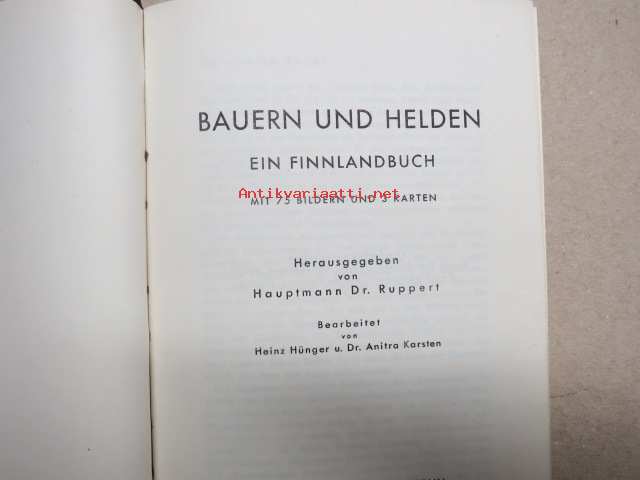 BAUERN UND HELDEN
EIN FINNLANDBUCH
Antikvariaatti.net
MIT 75 BILDERN UND 3 KARTEN
Herausgegeben
von
Hauptmann Dr. Ruppert
Bearbeitet
von
Heinz Hünger u. Dr. Anitra Karsten